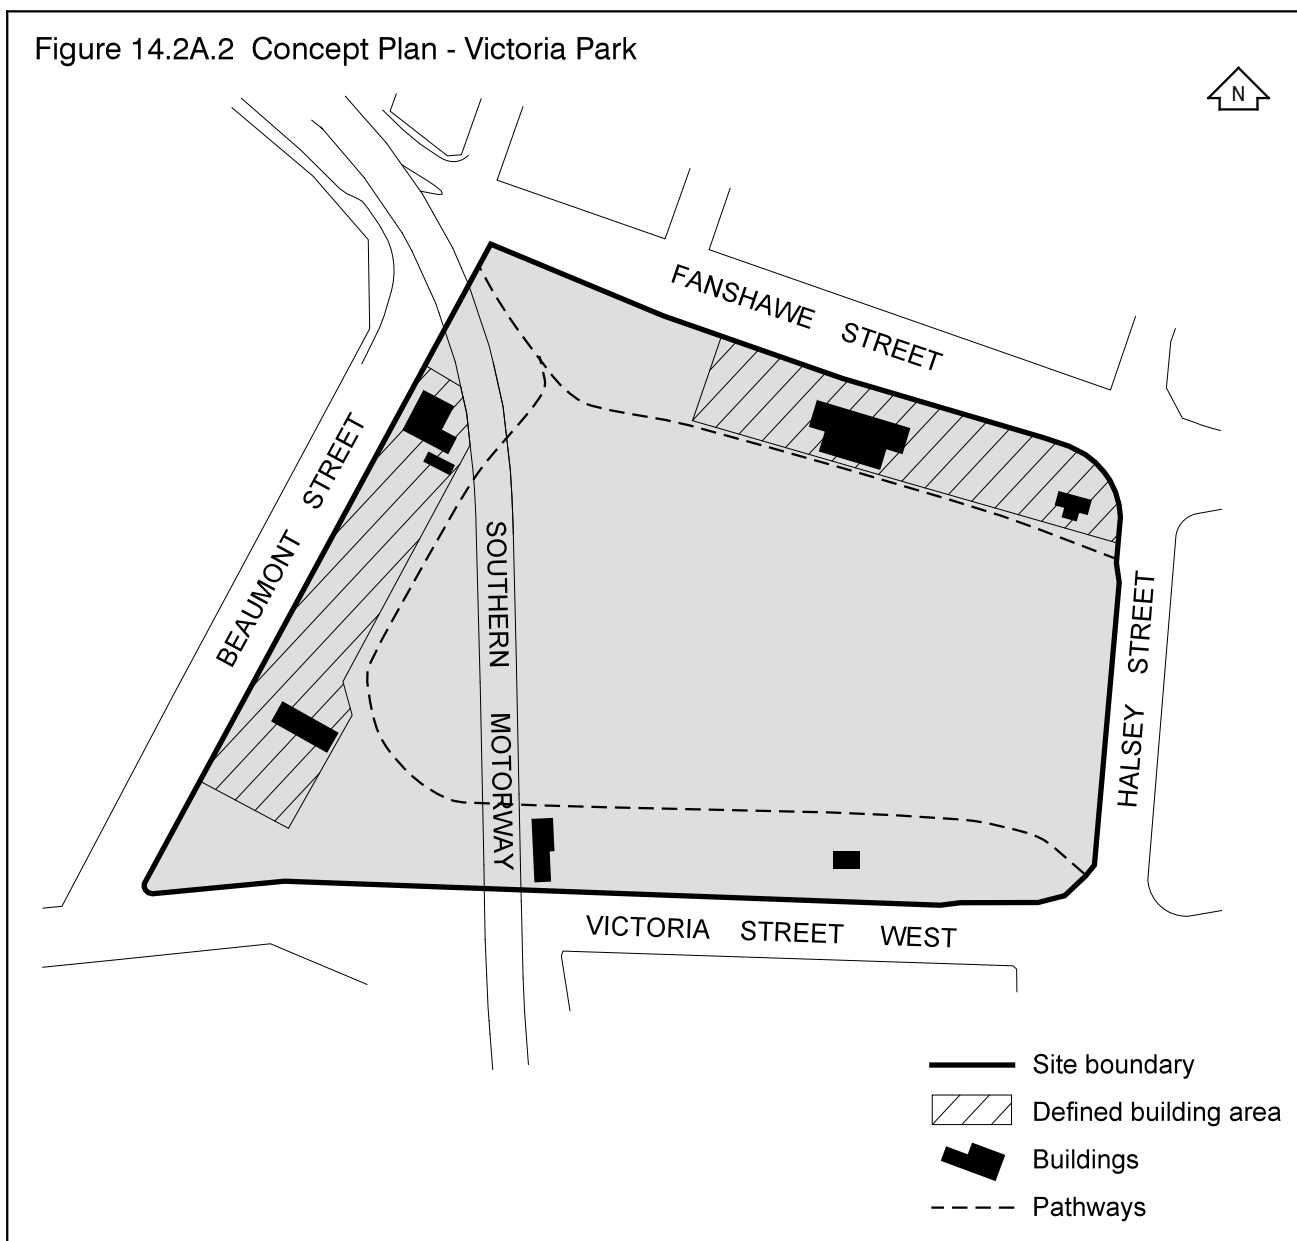 Figure 14.2A.2 Concept Plan - Victoria Park
N
FANSHAWE STREET
BEAUMONT STREET
SOUTHERN MOTORWAY
HALSEY STREET
VICTORIA STREET WEST
Site boundary
Defined building area
Buildings
Pathways